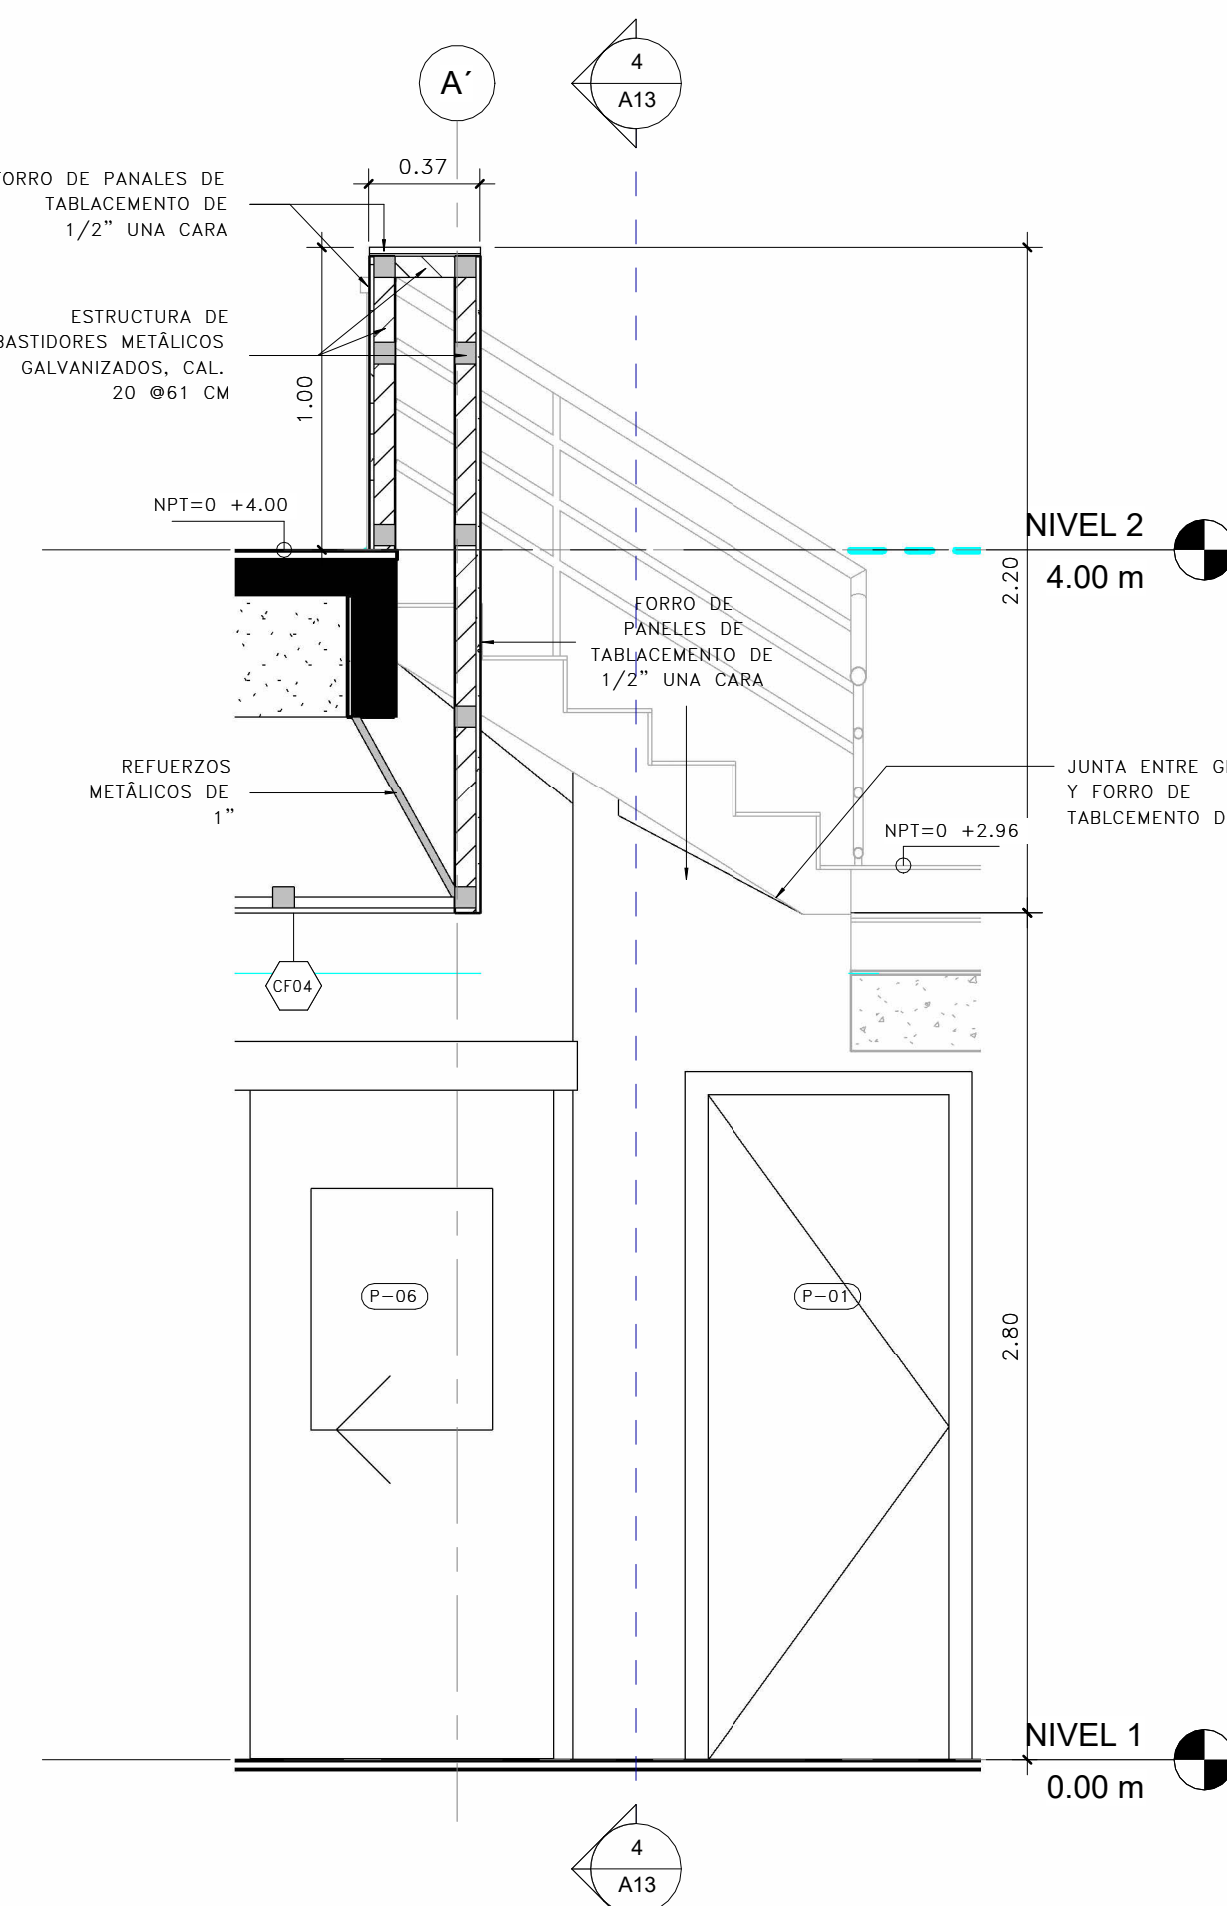 A´
4
A13
0.37
FORRO DE PANALES DE
TABLACEMENTO DE
1/2" UNA CARA
ESTRUCTURA DE
BASTIDORES METÂLICOS
GALVANIZADOS, CAL.
20 @61 CM
1.00
NPT=0 +4.00
NIVEL 2
4.00 m
2.20
FORRO DE
PANELES DE
TABLACEMENTO DE
1/2" UNA CARA
REFUERZOS
METÂLICOS DE
1"
JUNTA ENTRE
Y FORRO DE
TABLCEMENTO
NPT=0 +2.96
CF04
P-06
P-01
2.80
NIVEL 1
0.00 m
4
A13